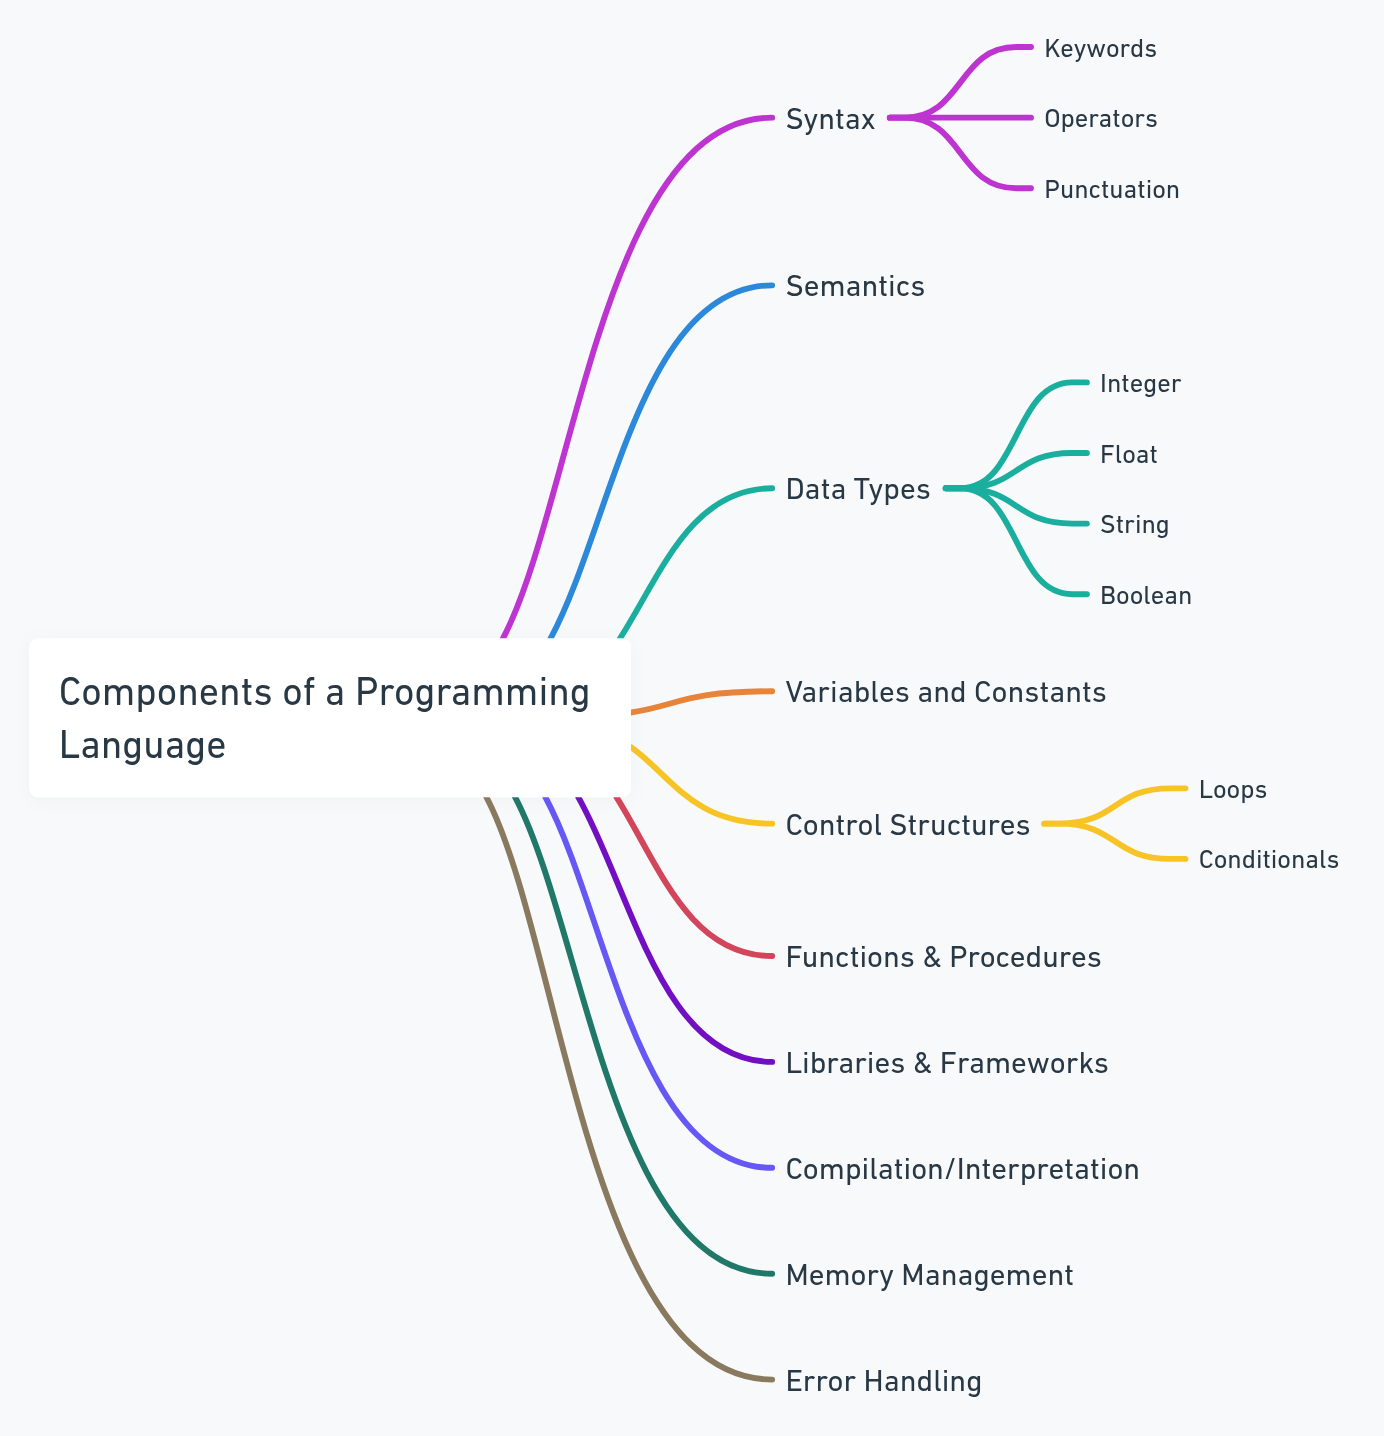 Components of a Programming
Language
Syntax
Keywords
Operators
Punctuation
Semantics
Data Types
Integer
Float
String
Boolean
Variables and Constants
Control Structures
Loops
Conditionals
Functions & Procedures
Libraries & Frameworks
Compilation/Interpretation
Memory Management
Error Handling